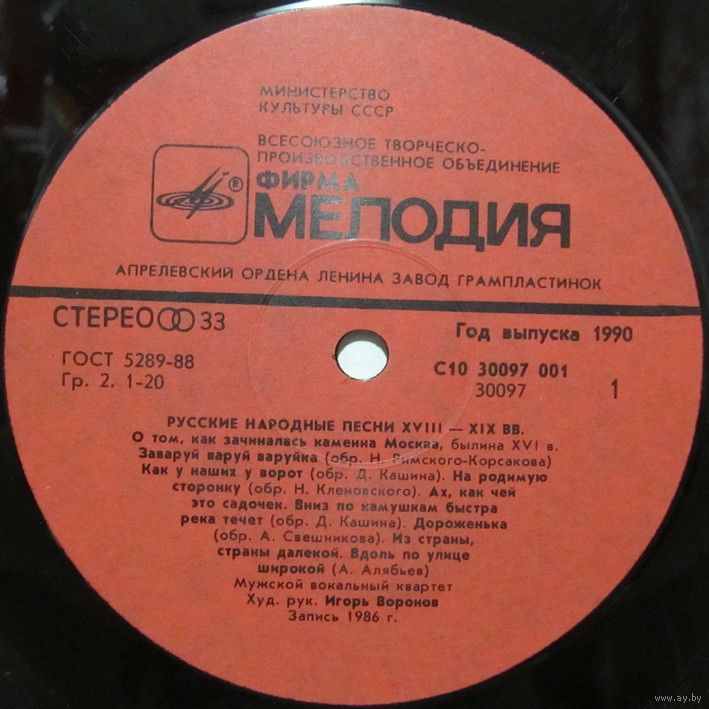 МИНИСТЕРСТВО
КУЛЬТУРЫ СССР
ВСЕСОЮЗНОЕ ТВОРЧЕСКО-
ПРОИЗВОДСТВЕННОЕ ОБЪЕДИНЕНИЕ
®
ФИРМА
МЕЛОДИЯ
АПРЕЛЕВСКИЙ ОРДЕНА ЛЕНИНА ЗАВОД ГРАМПЛАСТИНОК
СТЕРЕО 33
Год выпуска 1990
ГОСТ 5289-88
Гр. 2. 1-20
С10 30097 001
30097
1
РУССКИЕ НАРОДНЫЕ ПЕСНИ XVIII — XIX ВВ.
О том, как зачиналась каменна Москва, былина XVI в.
Заваруй варуй варуйка (обр. Н. Римского-Корсакова)
Как у наших у ворот (обр. Д. Кашина). На родимую
сторонку (обр. Н. Кленовского). Ах, как чей
это садочек. Вниз по камушкам быстра
река течет (обр. Д. Кашина). Дороженька
(обр. А. Свешникова). Из страны,
страны далекой. Вдоль по улице
широкой (А. Алябьев)
Мужской вокальный квартет
Худ. рук. Игорь Воронов
Запись 1986 г.
www.ay.by